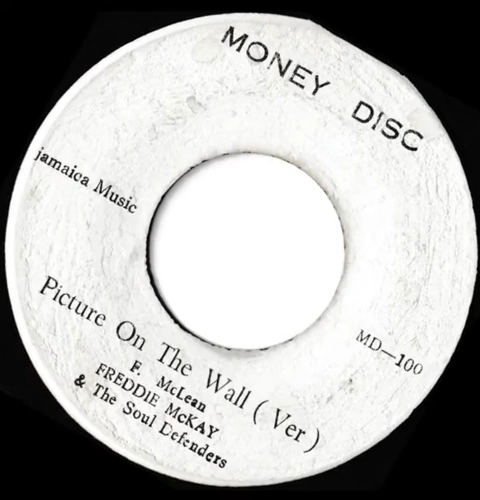 MONEY DISC
jamaica Music
MD—100
Picture On The Wall ( Ver )
F. McLean
FREDDIE McKAY
& The Soul Defenders